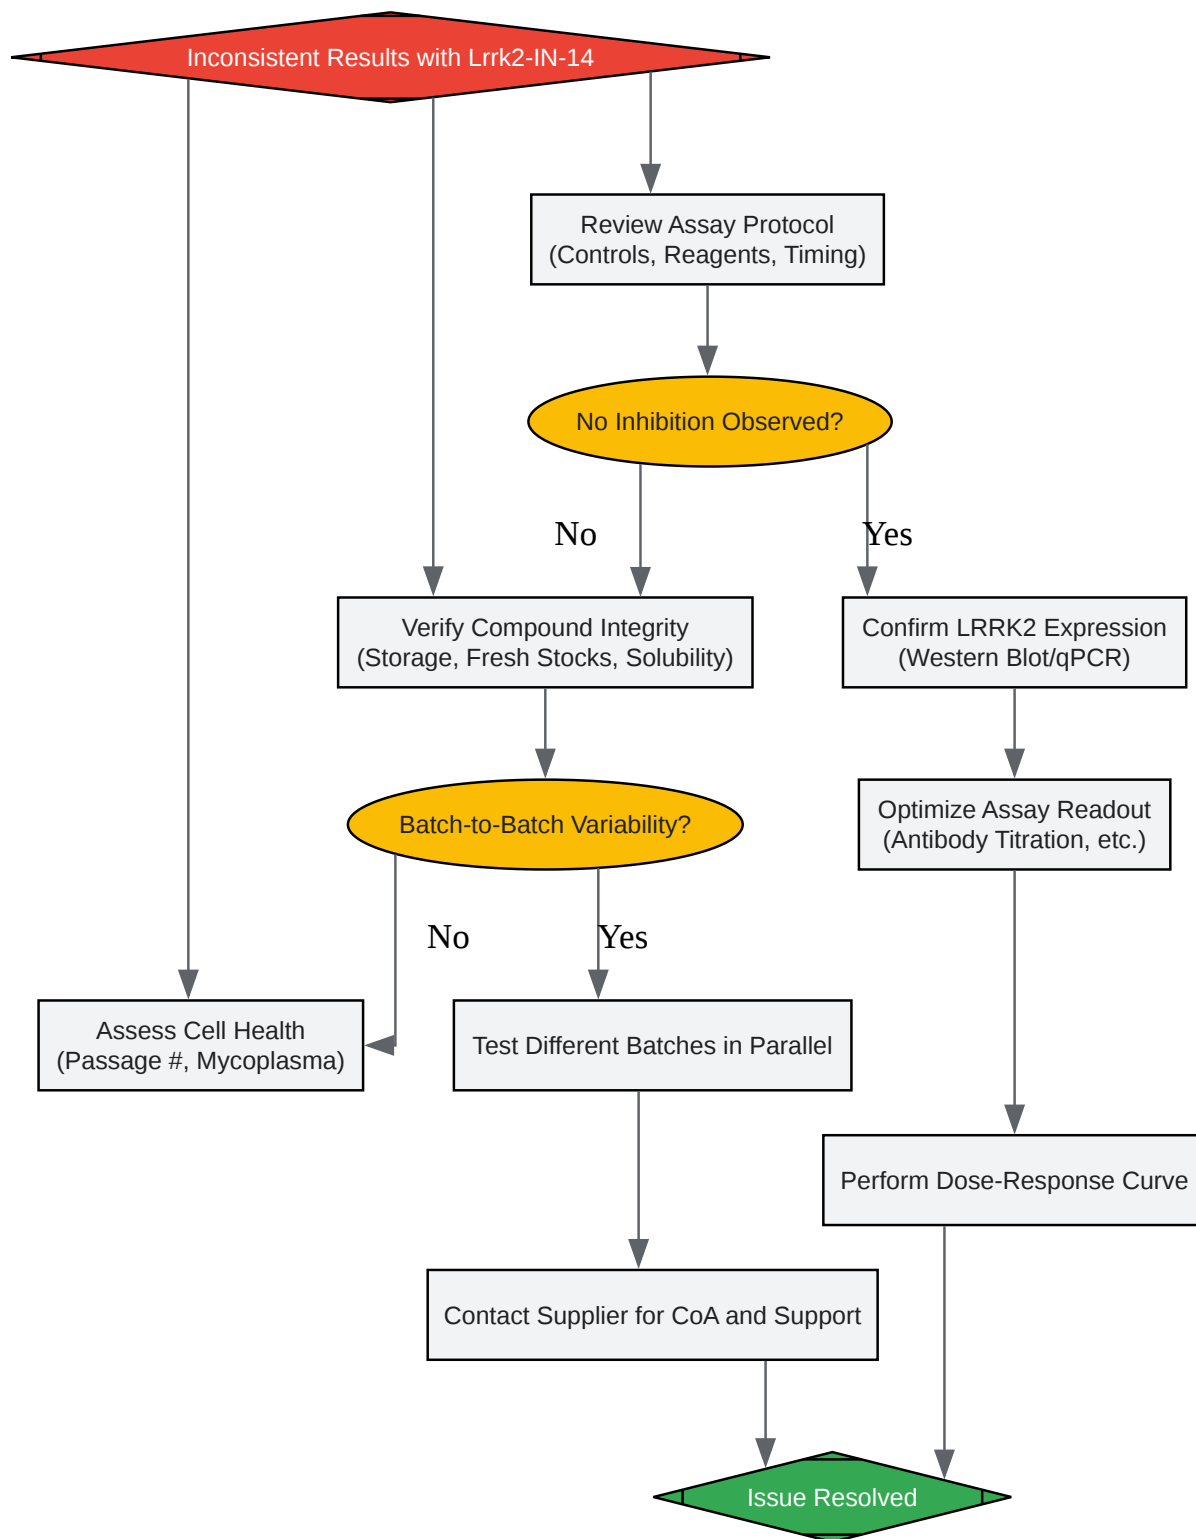 Inconsistent Results with Lrrk2-IN-14
Review Assay Protocol
(Controls, Reagents, Timing)
No Inhibition Observed?
No
Yes
Verify Compound Integrity
(Storage, Fresh Stocks, Solubility)
Confirm LRRK2 Expression
(Western Blot/qPCR)
Batch-to-Batch Variability?
Optimize Assay Readout
(Antibody Titration, etc.)
No
Yes
Assess Cell Health
(Passage #, Mycoplasma)
Test Different Batches in Parallel
Perform Dose-Response Curve
Contact Supplier for CoA and Support
Issue Resolved